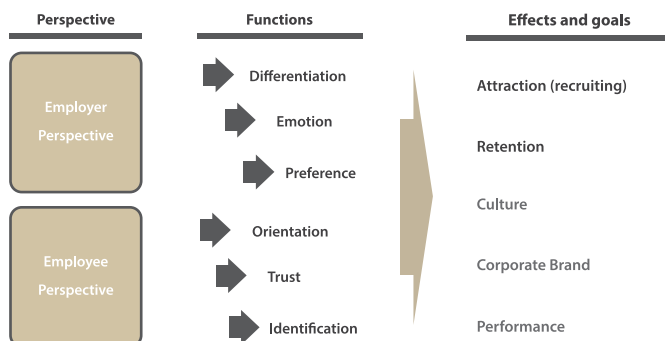 Perspective
Functions
Effects and goals
Employer
Perspective
Differentiation
Emotion
Preference
Employee
Perspective
Orientation
Trust
Identification
Attraction (recruiting)
Retention
Culture
Corporate Brand
Performance